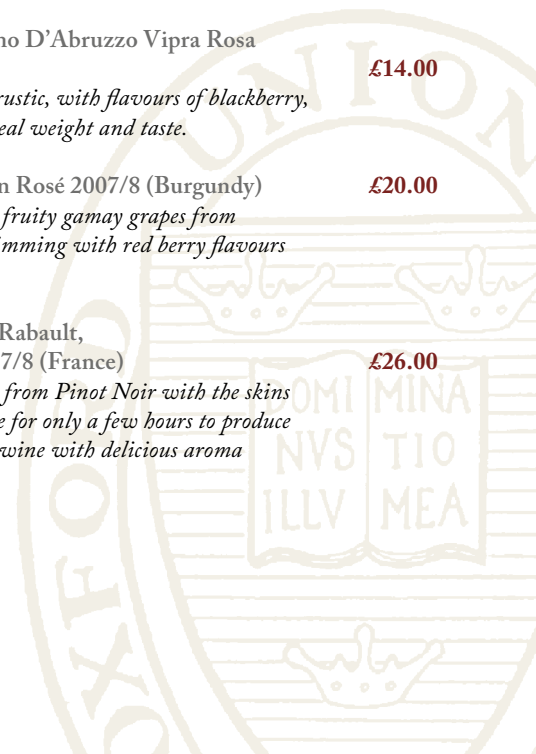 no D'Abruzzo Vipra Rosa
£14.00
rustic, with flavours of blackberry,
eal weight and taste.
n Rosé 2007/8 (Burgundy) £20.00
fruity gamay grapes from
mming with red berry flavours
Rabault,
7/8 (France) £26.00
from Pinot Noir with the skins
e for only a few hours to produce
wine with delicious aroma
OXFORD UNION
DOMI MINA
NVS TIO
ILLV MEA